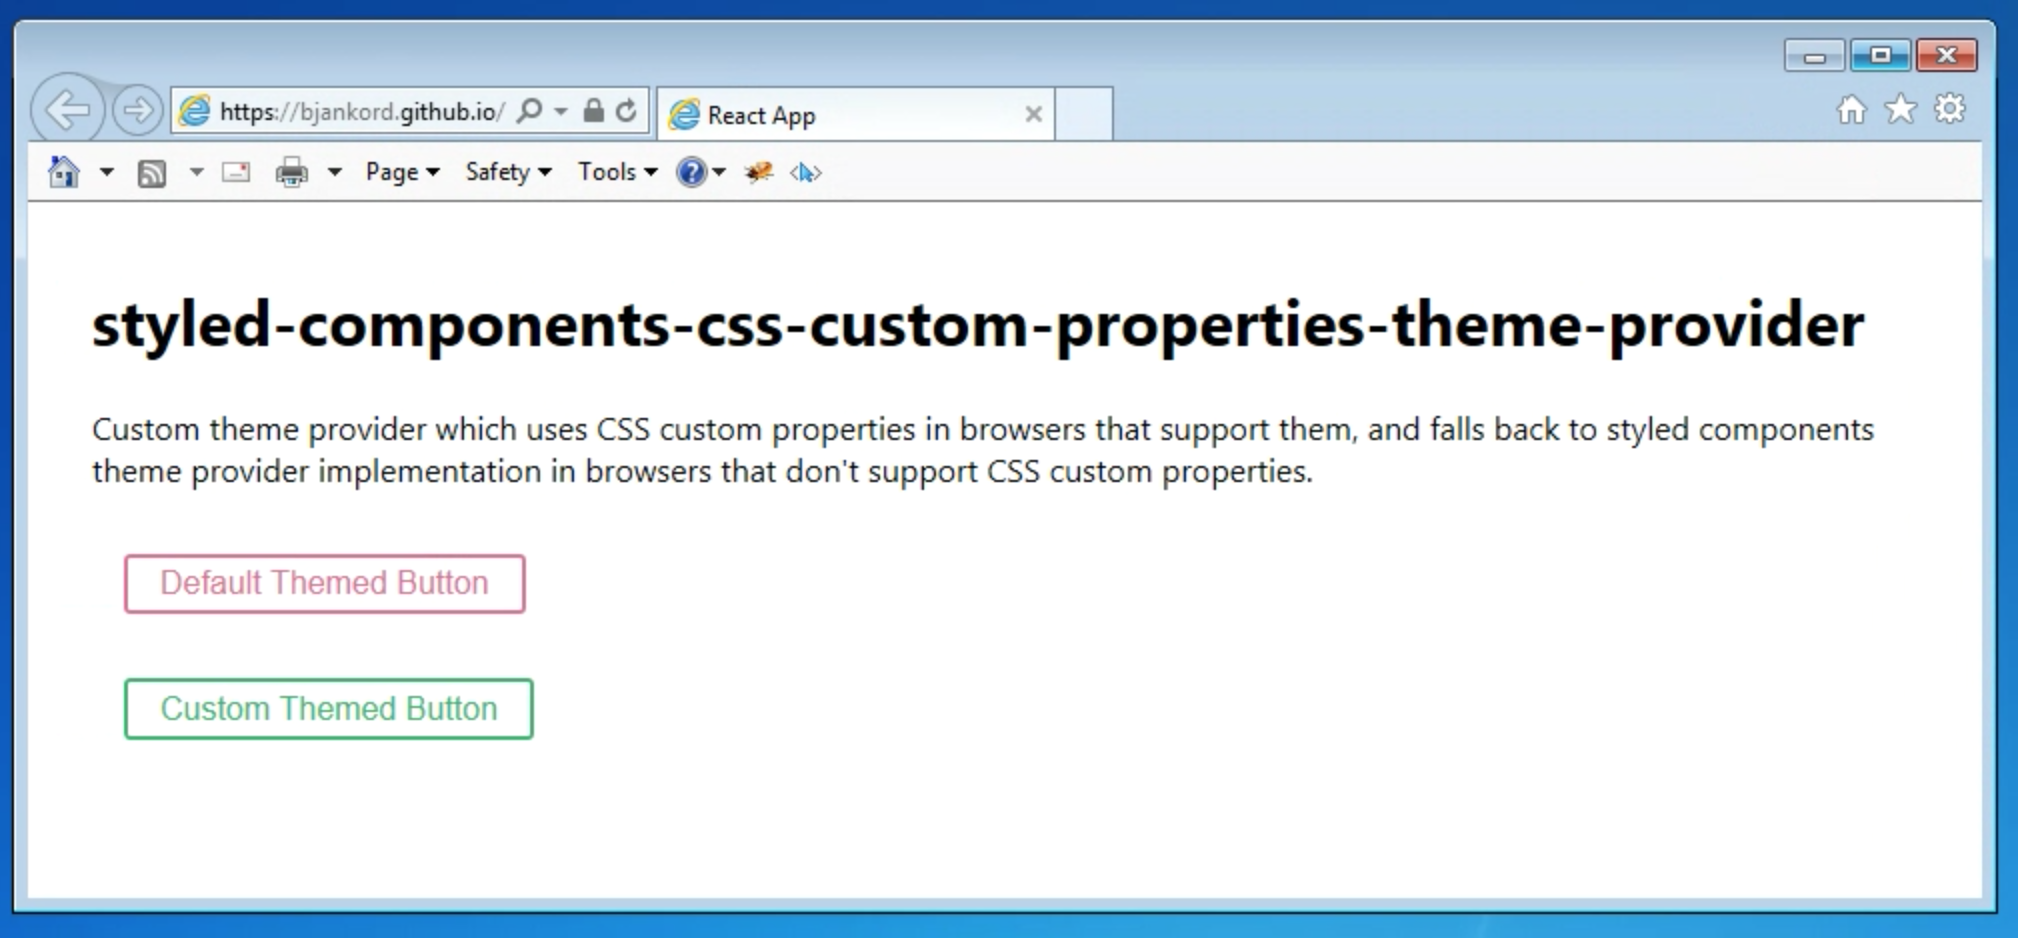 https://bjankord.github.io/
React App
Page
Safety
Tools
styled-components-css-custom-properties-theme-provider
Custom theme provider which uses CSS custom properties in browsers that support them, and falls back to styled components
theme provider implementation in browsers that don't support CSS custom properties.
Default Themed Button
Custom Themed Button